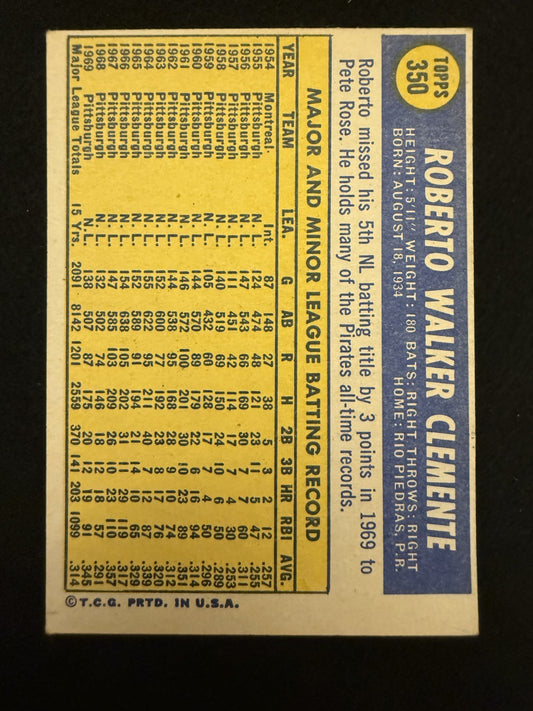 TOPPS
350
ROBERTO WALKER CLEMENTE
HEIGHT: 5'11" WEIGHT: 180 BATS: RIGHT THROWS: RIGHT
BORN: AUGUST 18, 1934 HOME: RIO PIEDRAS, P.R.
Roberto missed his 5th NL batting title by 3 points in 1969 to
Pete Rose. He holds many of the Pirates all-time records.
MAJOR AND MINOR LEAGUE BATTING RECORD
YEAR TEAM LEA. G AB R H 2B 3B HR RBI AVG.
1954 Montreal Int. 87 148 27 38 5 3 2 12 .257
1955 Pittsburgh N. L. 124 474 48 121 23 11 5 47 .255
1956 Pittsburgh N. L. 147 543 66 169 30 7 7 60 .311
1957 Pittsburgh N. L. 111 451 42 114 17 7 4 30 .253
1958 Pittsburgh N. L. 140 519 69 150 24 10 6 50 .289
1959 Pittsburgh N. L. 105 432 60 128 17 7 4 50 .296
1960 Pittsburgh N. L. 144 570 89 179 22 6 16 94 .314
1961 Pittsburgh N. L. 146 572 100 201 30 10 23 89 .351
1962 Pittsburgh N. L. 144 538 95 168 28 9 10 74 .312
1963 Pittsburgh N. L. 152 600 77 192 23 8 17 76 .320
1964 Pittsburgh N. L. 155 622 95 211 40 7 12 87 .339
1965 Pittsburgh N. L. 152 589 91 194 21 14 10 65 .329
1966 Pittsburgh N. L. 154 638 105 202 31 11 29 119 .317
1967 Pittsburgh N. L. 147 585 103 209 26 10 23 110 .357
1968 Pittsburgh N. L. 132 502 74 146 18 12 18 57 .291
1969 Pittsburgh N. L. 138 507 87 175 20 12 19 91 .345
Major League Totals 15 Yrs. 2091 8142 1201 2559 370 141 203 1099 .314
© T.C.G. PRTD. IN U.S.A.